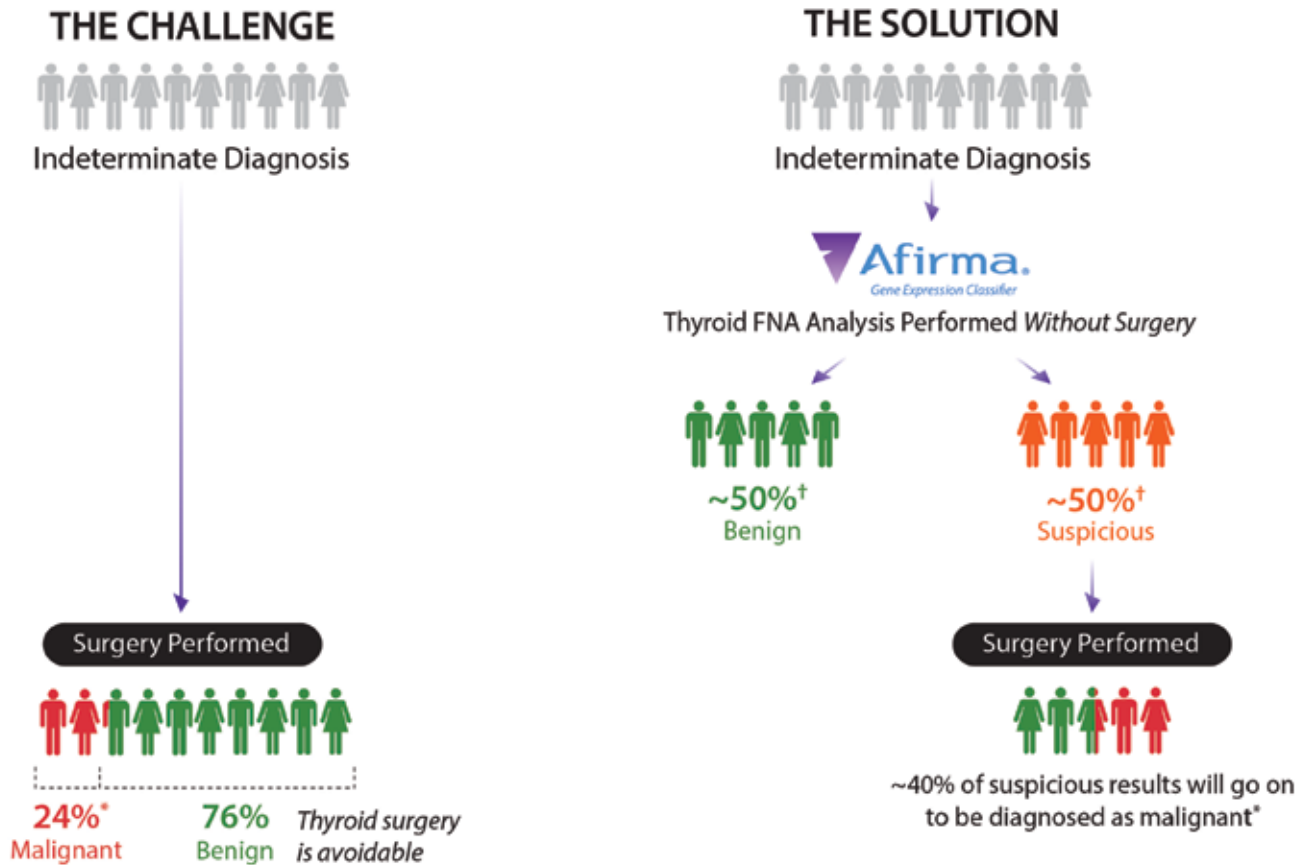 THE CHALLENGE
Indeterminate Diagnosis
Surgery Performed
24%*
Malignant
76%
Benign
Thyroid surgery
is avoidable
THE SOLUTION
Indeterminate Diagnosis
Afirma®
Gene Expression Classifier
Thyroid FNA Analysis Performed Without Surgery
~50%†
Benign
~50%†
Suspicious
Surgery Performed
~40% of suspicious results will go on
to be diagnosed as malignant*